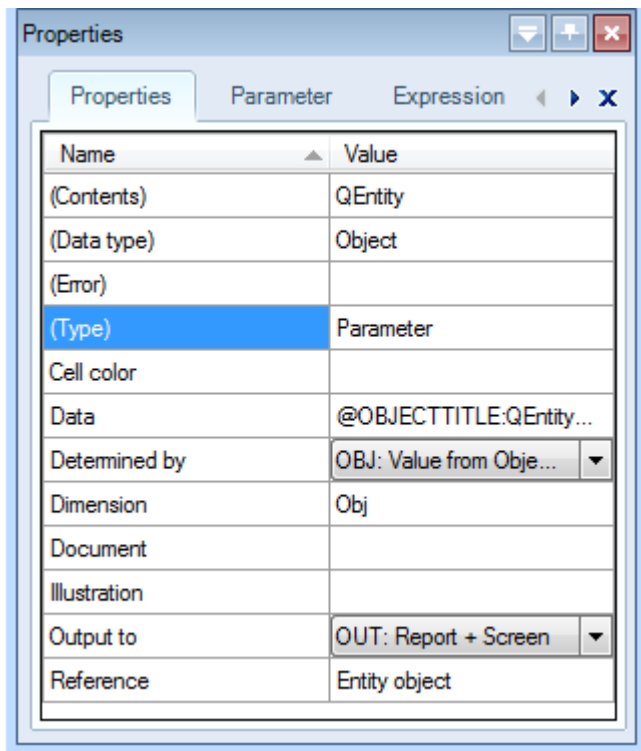 Properties
Properties Parameter Expression
Name Value
(Contents) QEntity
(Data type) Object
(Error)
(Type) Parameter
Cell color
Data @OBJECTTITLE:QEntity...
Determined by OBJ: Value from Obje...
Dimension Obj
Document
Illustration
Output to OUT: Report + Screen
Reference Entity object